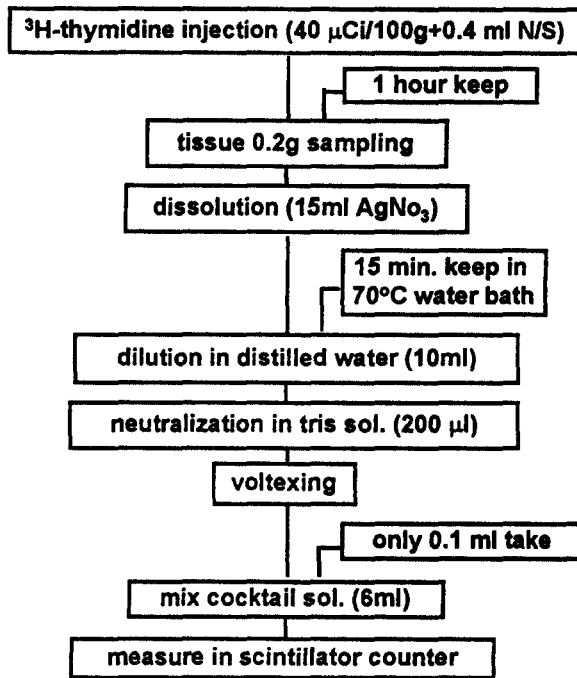 ³H-thymidine injection (40 μCi/100g+0.4 ml N/S)
1 hour keep
tissue 0.2g sampling
dissolution (15ml AgNo₃)
15 min. keep in
70°C water bath
dilution in distilled water (10ml)
neutralization in tris sol. (200 μl)
voltexing
only 0.1 ml take
mix cocktail sol. (6ml)
measure in scintillator counter